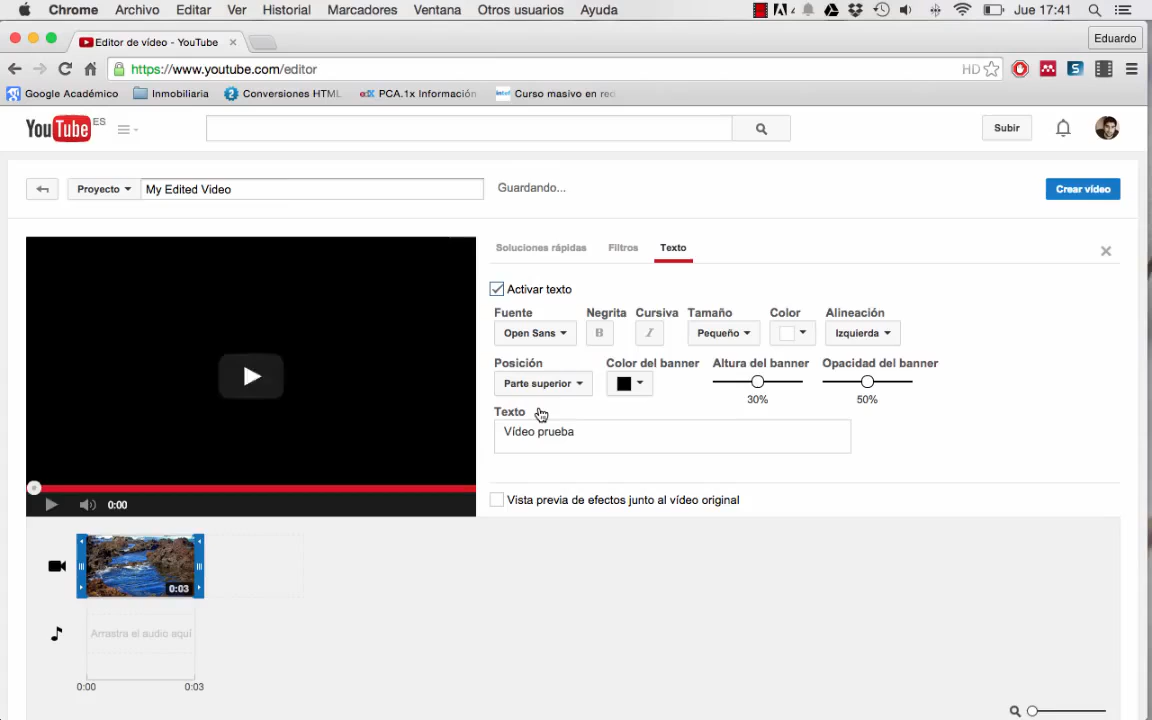 Chrome Archivo Editar Ver Historial Marcadores Ventana Otros usuarios Ayuda Jue 17:41
Editor de vídeo - YouTube Eduardo
https://www.youtube.com/editor HD
Google Académico Inmobiliaria Conversiones HTML PCA.1x Información Curso masivo en red
YouTube ES Subir
Proyecto My Edited Video Guardando... Crear vídeo
Soluciones rápidas Filtros Texto
Activar texto
Fuente Negrita Cursiva Tamaño Color Alineación
Open Sans B I Pequeño Izquierda
Posición Color del banner Altura del banner Opacidad del banner
Parte superior
30% 50%
Texto
Vídeo prueba
Vista previa de efectos junto al vídeo original
0:00
0:03
Arrastra el audio aquí
0:00 0:03